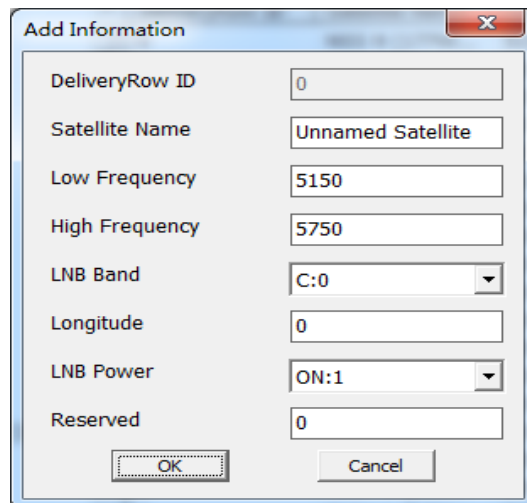 Add Information
DeliveryRow ID 0
Satellite Name Unnamed Satellite
Low Frequency 5150
High Frequency 5750
LNB Band C:0
Longitude 0
LNB Power ON:1
Reserved 0
OK Cancel